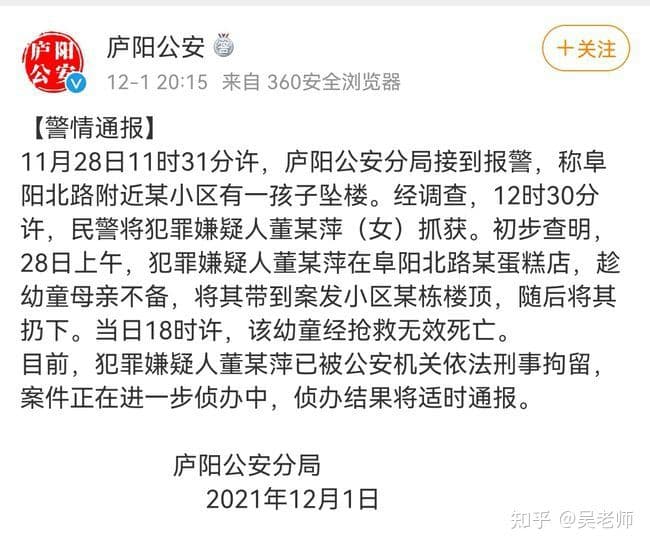 庐阳
公安
庐阳公安
答
+关注
12-1 20:15 来自 360安全浏览器
【警情通报】
11月28日11时31分许，庐阳公安分局接到报警，称阜
阳北路附近某小区有一孩子坠楼。经调查，12时30分
许，民警将犯罪嫌疑人董某萍（女）抓获。初步查明，
28日上午，犯罪嫌疑人董某萍在阜阳北路某蛋糕店，趁
幼童母亲不备，将其带到案发小区某栋楼顶，随后将其
扔下。当日18时许，该幼童经抢救无效死亡。
目前，犯罪嫌疑人董某萍已被公安机关依法刑事拘留，
案件正在进一步侦办中，侦办结果将适时通报。
庐阳公安分局
2021年12月1日
知乎 @吴老师